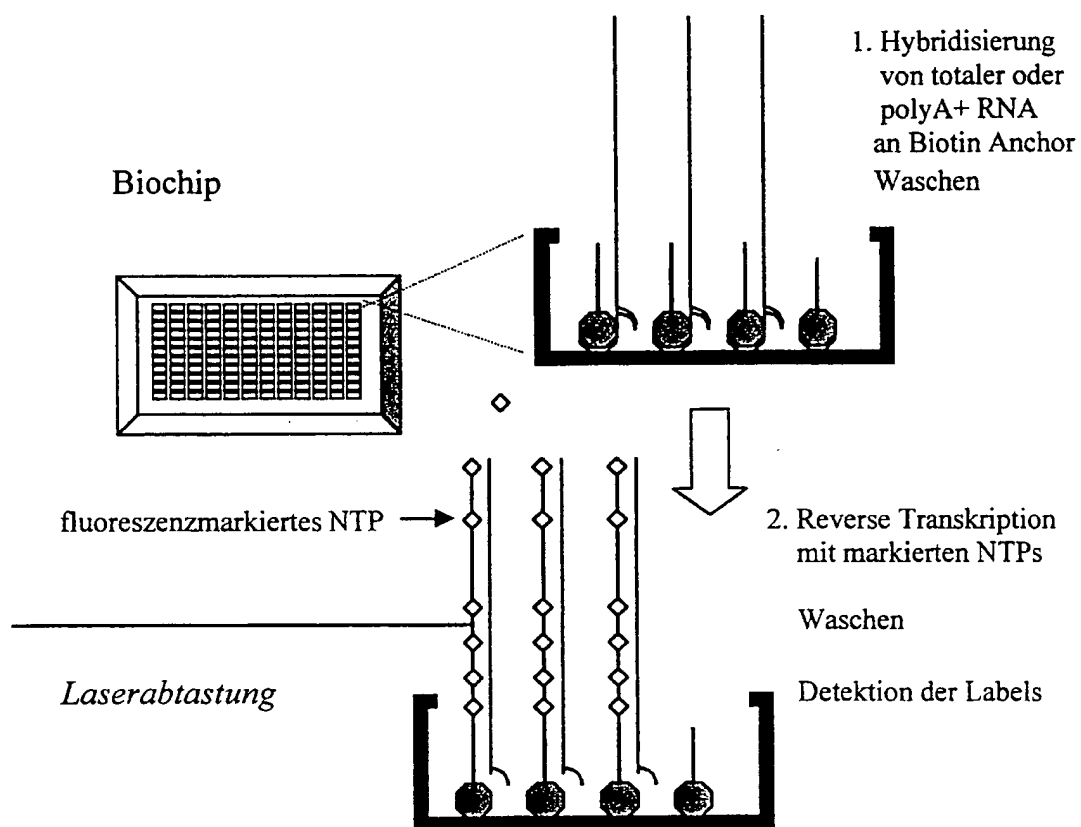 1. Hybridisierung
von totaler oder
polyA+ RNA
an Biotin Anchor
Waschen
Biochip
fluoreszenzmarkiertes NTP
2. Reverse Transkription
mit markierten NTPs
Waschen
Laserabtastung
Detektion der Labels